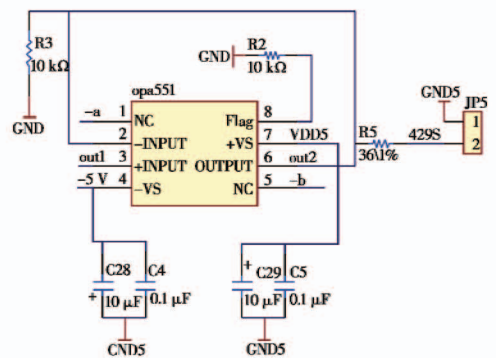 R3
10 kΩ
GND
GND
R2
10 kΩ
opa551
-a 1 NC
Flag 8
2 -INPUT
+VS 7 VDD5
out1 3 +INPUT
OUTPUT 6 out2
-5 V 4 -VS
NC 5 -b
R5
36\1%
429S
GND5
JP5
1
2
C28
+ 10 μF
C4
0.1 μF
CND5
+ C29
10 μF
C5
0.1 μF
GND5